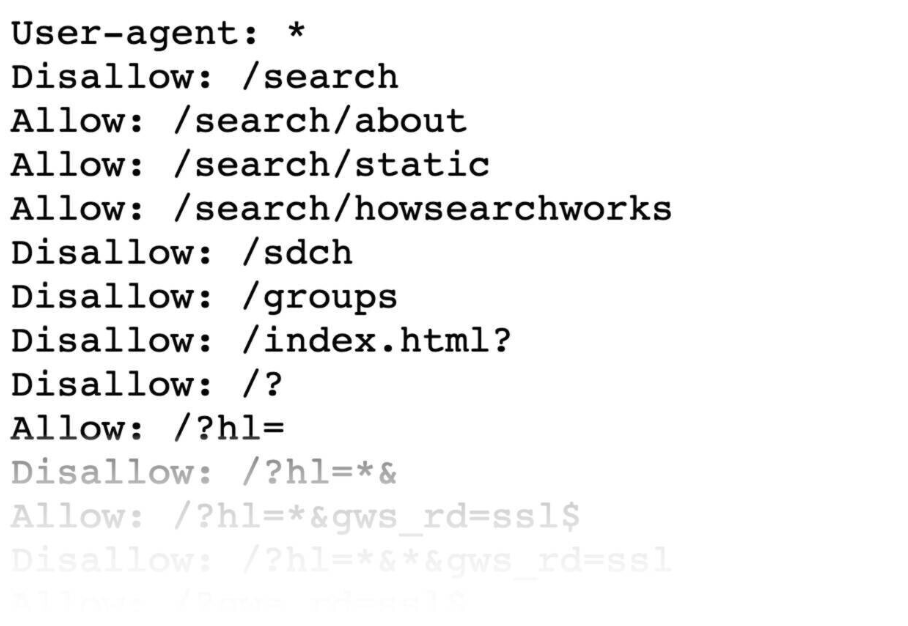 User-agent: *
Disallow: /search
Allow: /search/about
Allow: /search/static
Allow: /search/howsearchworks
Disallow: /sdch
Disallow: /groups
Disallow: /index.html?
Disallow: /?
Allow: /?hl=
Disallow: /?hl=*&
Allow: /?hl=*&gws_rd=ssl$
Disallow: /?hl=*&*&gws_rd=ssl